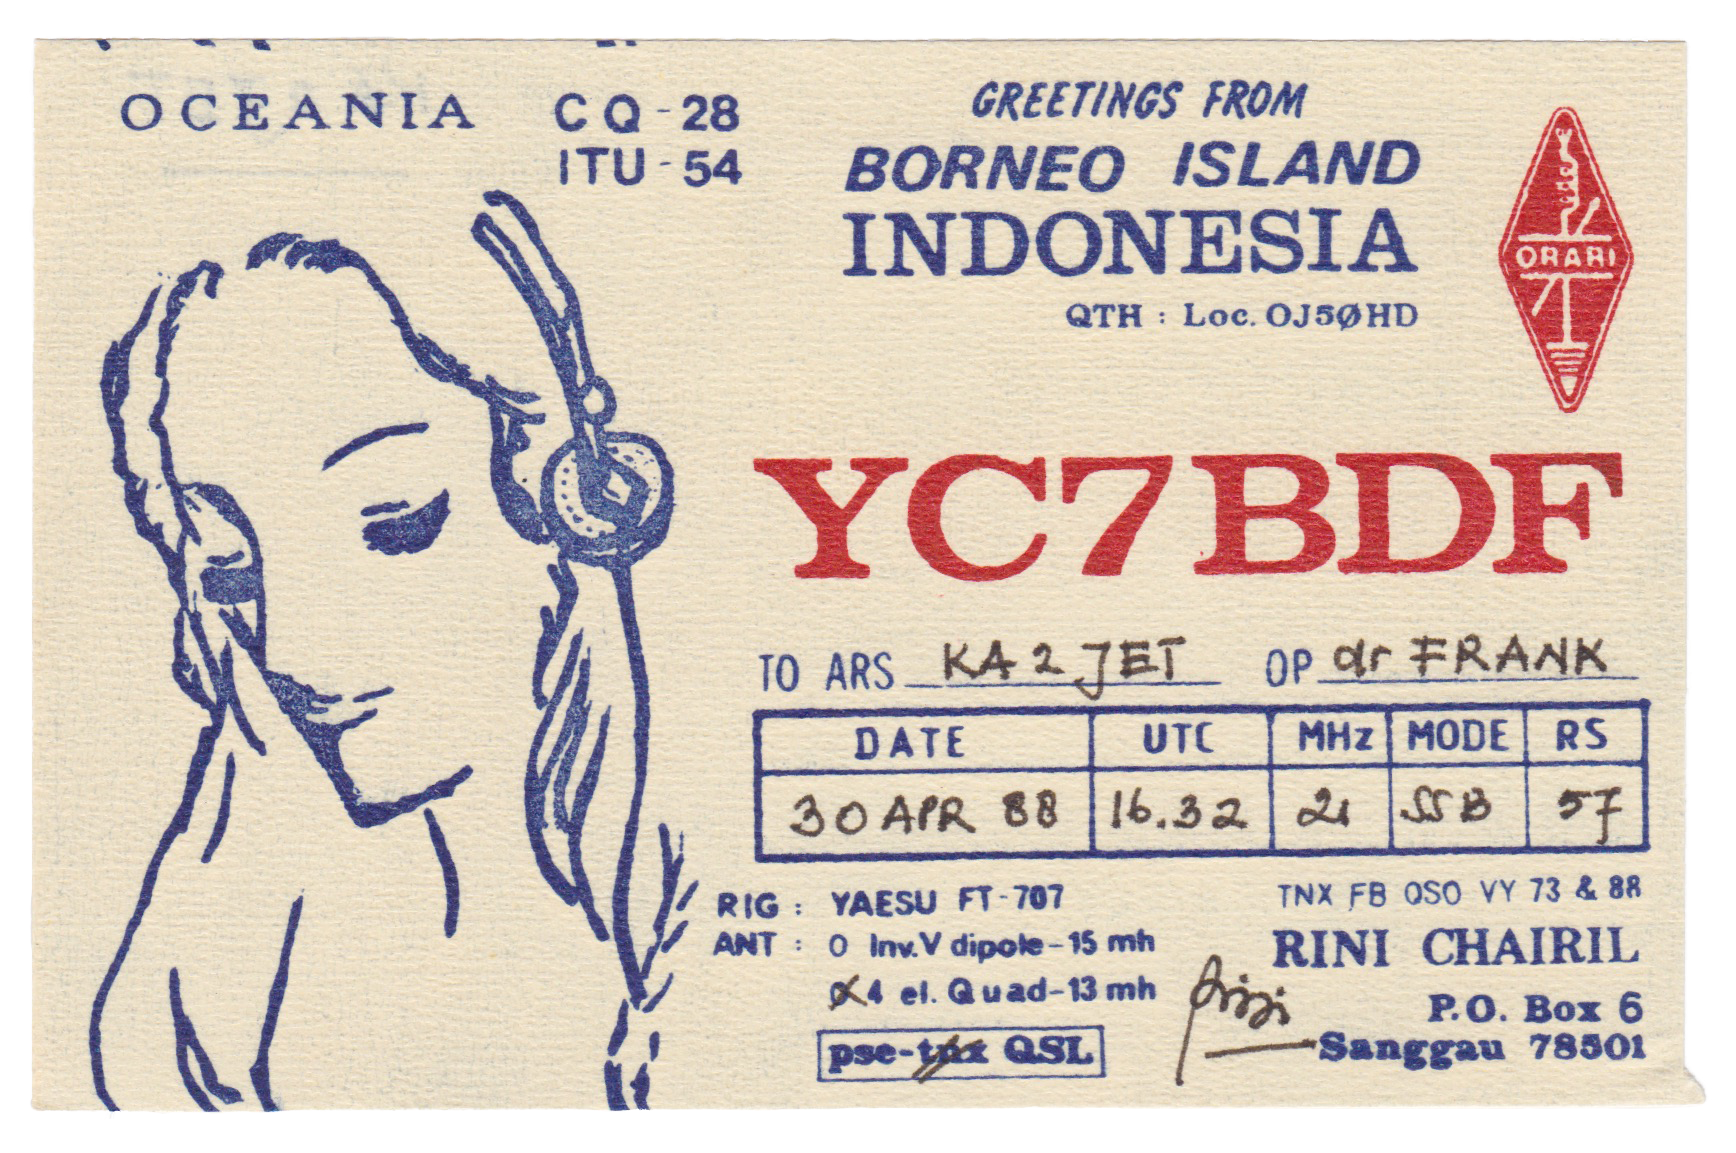 OCEANIA CQ-28
ITU-54
GREETINGS FROM
BORNEO ISLAND
INDONESIA
QTH : Loc. OJ5ØHD
ORARI
YC7BDF
TO ARS KA2JET OP dr FRANK
DATE UTC MHz MODE RS
30 APR 88 16.32 21 SSB 57
RIG : YAESU FT-707
ANT : O Inv.V dipole-15 mh
O 4 el. Quad-13 mh
pse-tnx QSL
TNX FB QSO VY 73 & 88
RINI CHAIRIL
P.O. Box 6
Sanggau 78501